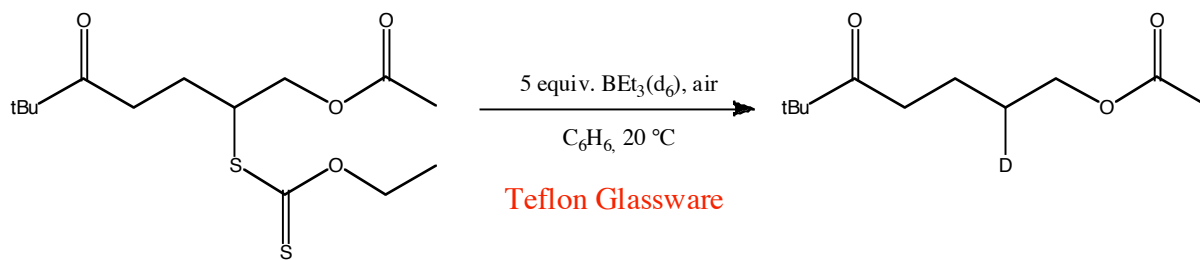 O
O
5 equiv. BEt₃(d₆), air
tBu
O
S
O
C₆H₆, 20 °C
Teflon Glassware
S
O
O
tBu
O
D